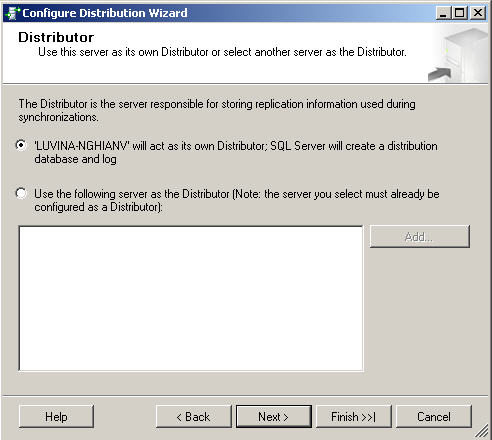 Configure Distribution Wizard
Distributor
Use this server as its own Distributor or select another server as the Distributor.
The Distributor is the server responsible for storing replication information used during
synchronizations.
'LUVINA-NGHIANV' will act as its own Distributor; SQL Server will create a distribution
database and log
Use the following server as the Distributor (Note: the server you select must already be
configured as a Distributor):
Add...
Help
< Back
Next >
Finish >>|
Cancel